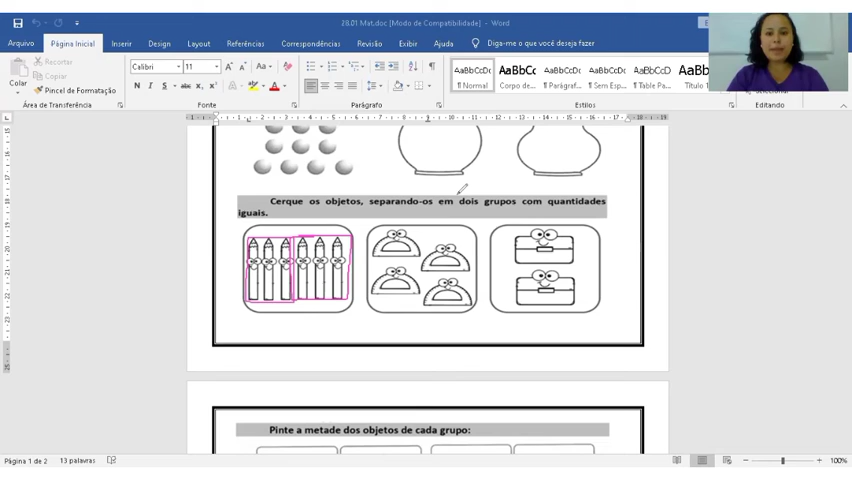 28.01 Mat.doc [Modo de Compatibilidade] - Word
Arquivo Página Inicial Inserir Design Layout Referências Correspondências Revisão Exibir Ajuda Diga-me o que você deseja fazer
Colar
Recortar
Copiar
Pincel de Formatação
Calibri 11
N I S abc x₂ x²
AaBbCcDc AaBbCc AaBbCcDc AaBbCcDc AaBbCcD AaBb
¶ Normal Corpo de... ¶ Parágraf... ¶ Sem Esp... ¶ Table Pa... Título 1
Área de Transferência Fonte Parágrafo Estilos Editando
Cerque os objetos, separando-os em dois grupos com quantidades
iguais.
Pinte a metade dos objetos de cada grupo:
Página 1 de 2 13 palavras 100%